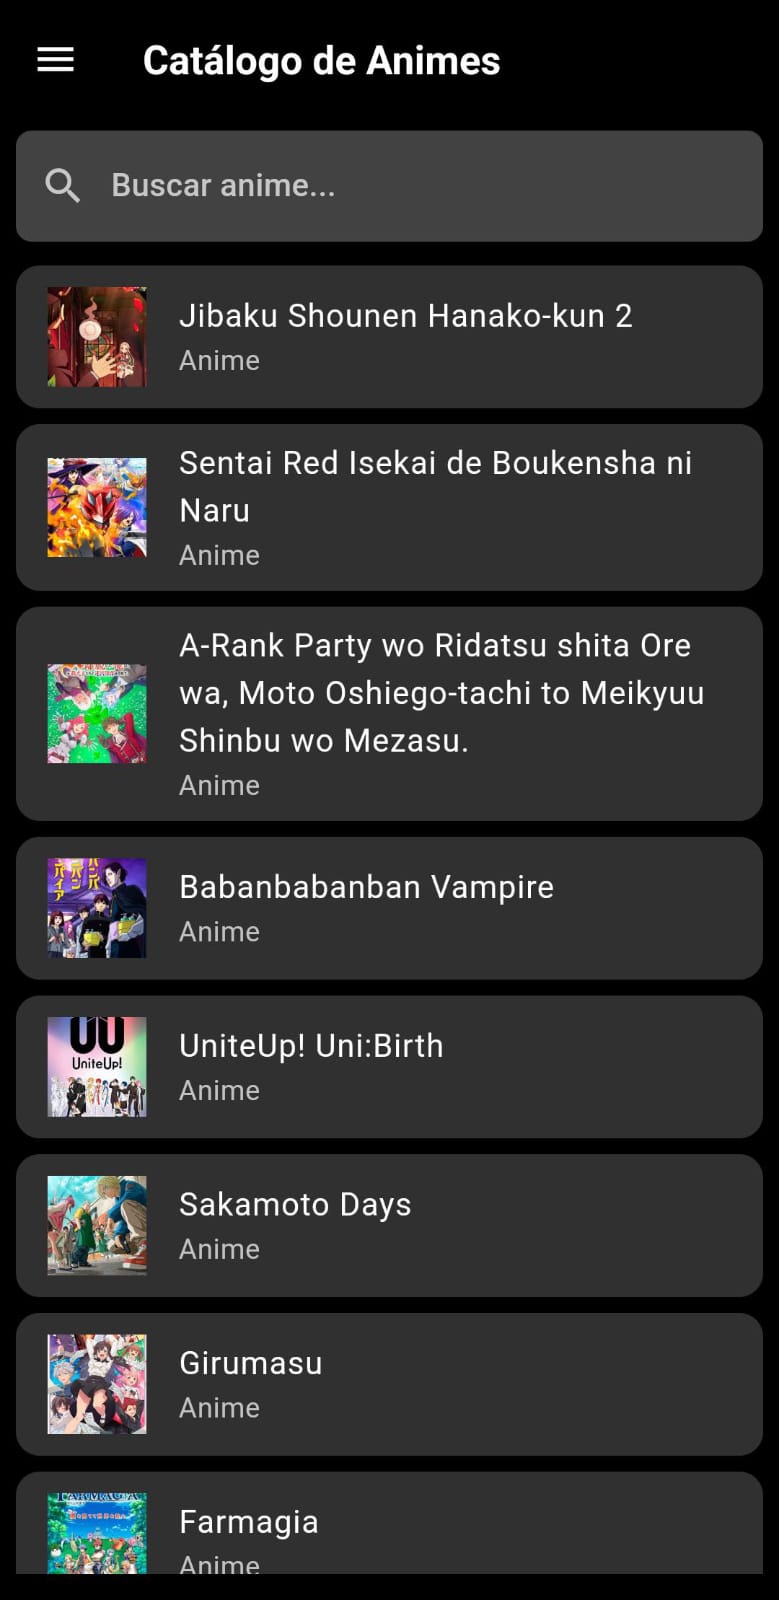 Catálogo de Animes
Buscar anime...
Jibaku Shounen Hanako-kun 2
Anime
Sentai Red Isekai de Boukensha ni
Naru
Anime
A-Rank Party wo Ridatsu shita Ore
wa, Moto Oshiego-tachi to Meikyuu
Shinbu wo Mezasu.
Anime
Babanbabanban Vampire
Anime
UniteUp!
UniteUp! Uni:Birth
Anime
Sakamoto Days
Anime
Girumasu
Anime
FARMAGIA
Farmagia
Anime